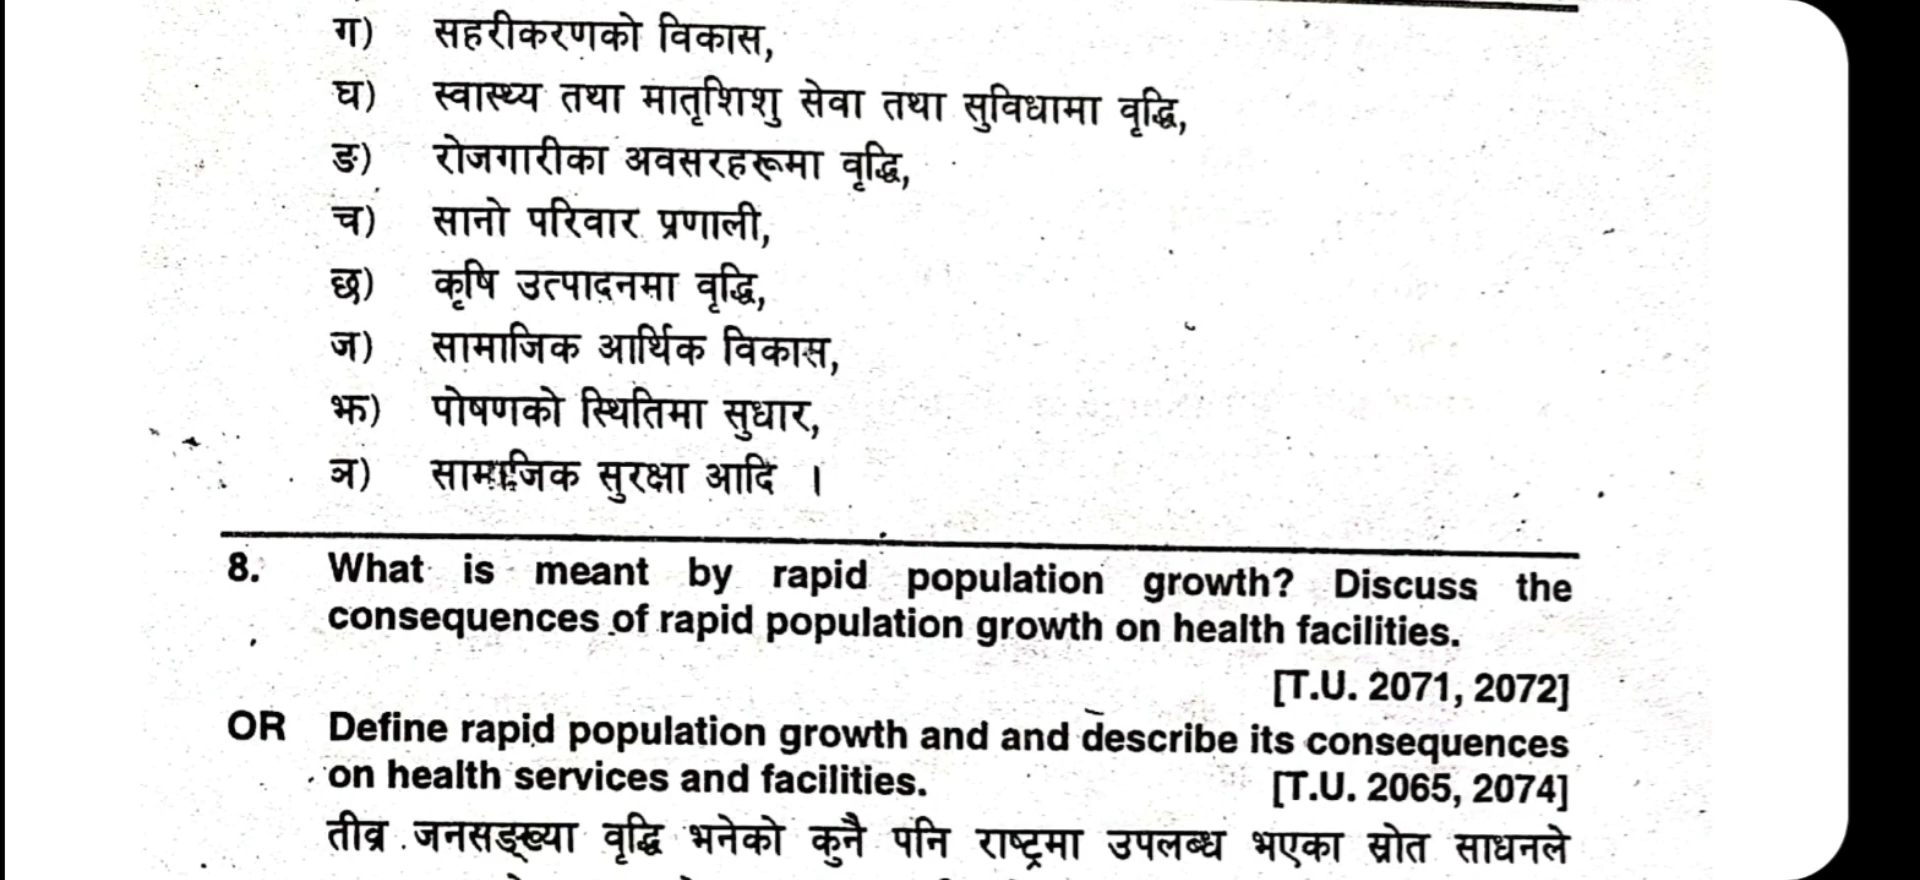 ग) सहरीकरणको विकास,
घ) स्वास्थ्य तथा मातृशिशु सेवा तथा सुविधामा वृद्धि,
ङ) रोजगारीका अवसरहरूमा वृद्धि,
च) सानो परिवार प्रणाली,
छ) कृषि उत्पादनमा वृद्धि,
ज) सामाजिक आर्थिक विकास,
झ) पोषणको स्थितिमा सुधार,
ञ) सामाजिक सुरक्षा आदि ।
8. What is meant by rapid population growth? Discuss the
consequences of rapid population growth on health facilities.
[T.U. 2071, 2072]
OR Define rapid population growth and and describe its consequences
on health services and facilities. [T.U. 2065, 2074]
तीव्र जनसङ्ख्या वृद्धि भनेको कुनै पनि राष्ट्रमा उपलब्ध भएका स्रोत साधनले